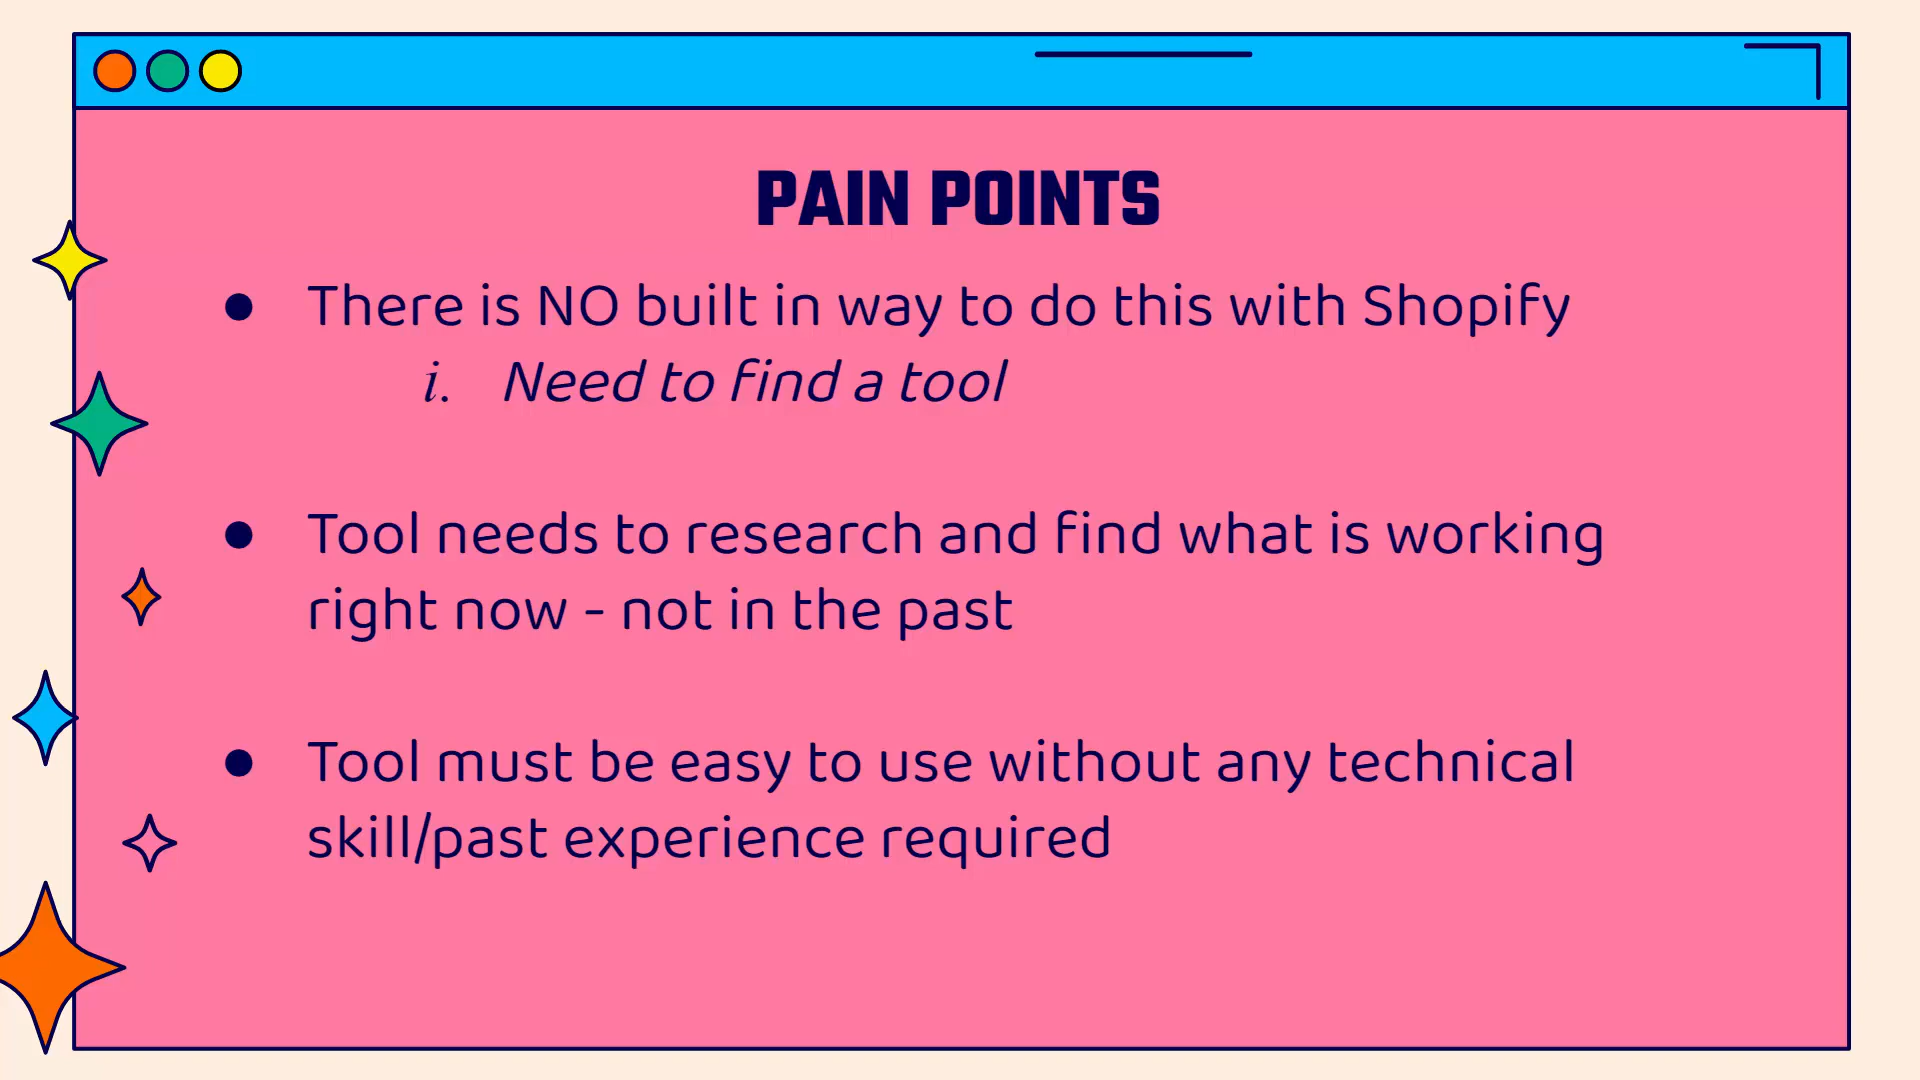 PAIN POINTS
● There is NO built in way to do this with Shopify
i. Need to find a tool
● Tool needs to research and find what is working
right now - not in the past
● Tool must be easy to use without any technical
skill/past experience required